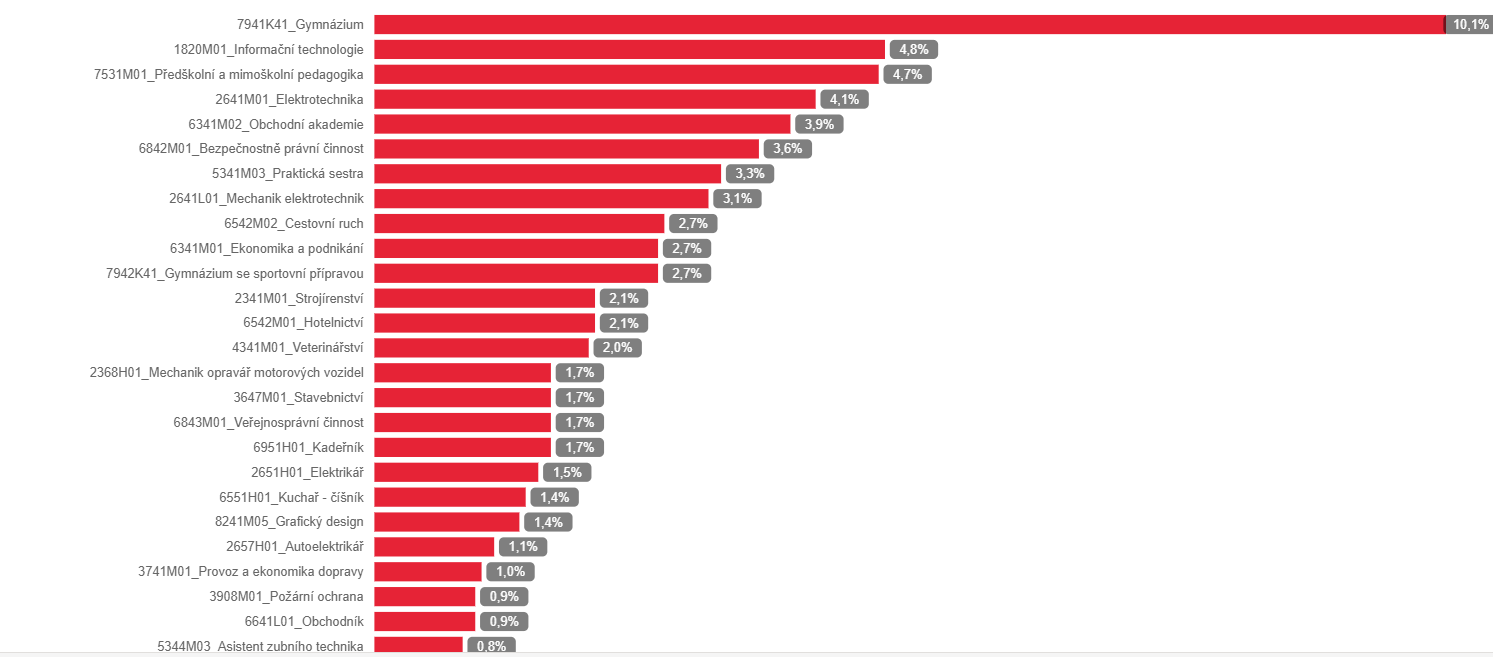 7941K41_Gymnázium 10,1%
1820M01_Informační technologie 4,8%
7531M01_Předškolní a mimoškolní pedagogika 4,7%
2641M01_Elektrotechnika 4,1%
6341M02_Obchodní akademie 3,9%
6842M01_Bezpečnostně právní činnost 3,6%
5341M03_Praktická sestra 3,3%
2641L01_Mechanik elektrotechnik 3,1%
6542M02_Cestovní ruch 2,7%
6341M01_Ekonomika a podnikání 2,7%
7942K41_Gymnázium se sportovní přípravou 2,7%
2341M01_Strojírenství 2,1%
6542M01_Hotelnictví 2,1%
4341M01_Veterinářství 2,0%
2368H01_Mechanik opravář motorových vozidel 1,7%
3647M01_Stavebnictví 1,7%
6843M01_Veřejnosprávní činnost 1,7%
6951H01_Kadeřník 1,7%
2651H01_Elektrikář 1,5%
6551H01_Kuchař - číšník 1,4%
8241M05_Grafický design 1,4%
2657H01_Autoelektrikář 1,1%
3741M01_Provoz a ekonomika dopravy 1,0%
3908M01_Požární ochrana 0,9%
6641L01_Obchodník 0,9%
5344M03_Asistent zubního technika 0,8%